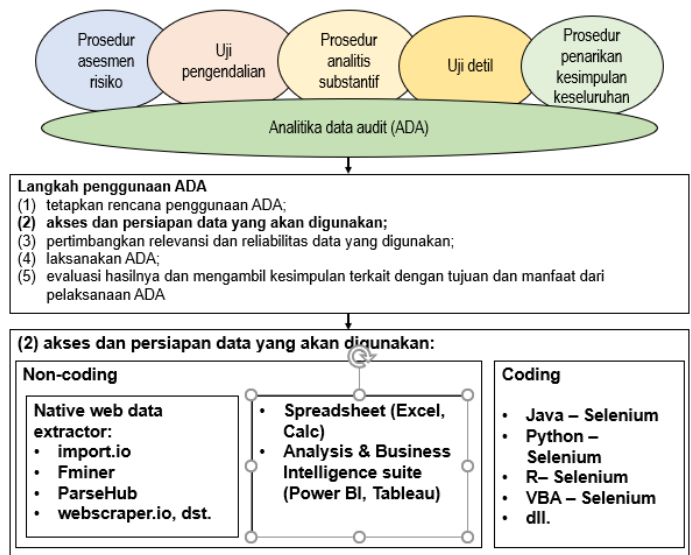 Prosedur
asesmen
risiko
Uji
pengendalian
Prosedur
analitis
substantif
Uji detil
Prosedur
penarikan
kesimpulan
keseluruhan
Analitika data audit (ADA)
Langkah penggunaan ADA
(1) tetapkan rencana penggunaan ADA;
(2) akses dan persiapan data yang akan digunakan;
(3) pertimbangkan relevansi dan reliabilitas data yang digunakan;
(4) laksanakan ADA;
(5) evaluasi hasilnya dan mengambil kesimpulan terkait dengan tujuan dan manfaat dari
pelaksanaan ADA
(2) akses dan persiapan data yang akan digunakan:
Non-coding
Native web data
extractor:
• import.io
• Fminer
• ParseHub
• webscraper.io, dst.
• Spreadsheet (Excel,
Calc)
• Analysis & Business
Intelligence suite
(Power BI, Tableau)
Coding
• Java – Selenium
• Python –
Selenium
• R– Selenium
• VBA – Selenium
• dll.